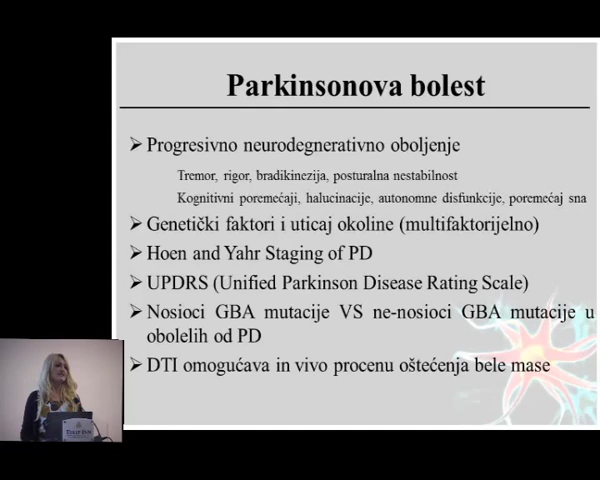 Parkinsonova bolest
➢ Progresivno neurodegnerativno oboljenje
Tremor, rigor, bradikinezija, posturalna nestabilnost
Kognitivni poremećaji, halucinacije, autonomne disfunkcije, poremećaj sna
➢ Genetički faktori i uticaj okoline (multifaktorijelno)
➢ Hoen and Yahr Staging of PD
➢ UPDRS (Unified Parkinson Disease Rating Scale)
➢ Nosioci GBA mutacije VS ne-nosioci GBA mutacije u
obolelih od PD
➢ DTI omogućava in vivo procenu oštećenja bele mase